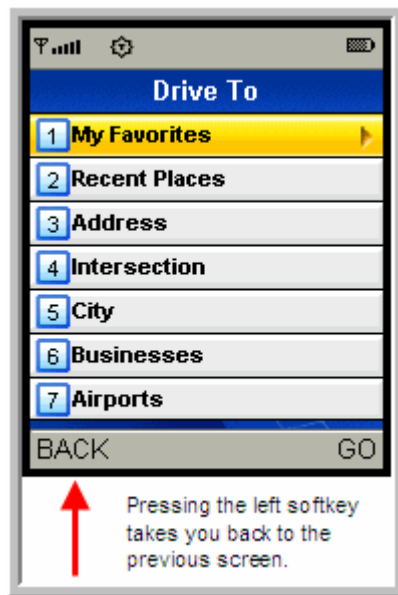 Drive To
1 My Favorites
2 Recent Places
3 Address
4 Intersection
5 City
6 Businesses
7 Airports
BACK GO
Pressing the left softkey
takes you back to the
previous screen.